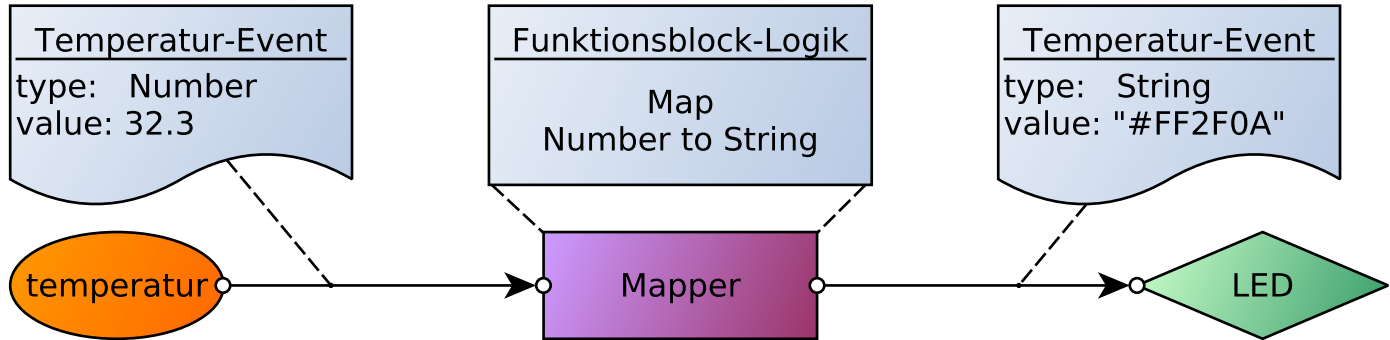 Temperatur-Event
type: Number
value: 32.3
Funktionsblock-Logik
Map
Number to String
Temperatur-Event
type: String
value: "#FF2F0A"
temperatur
Mapper
LED